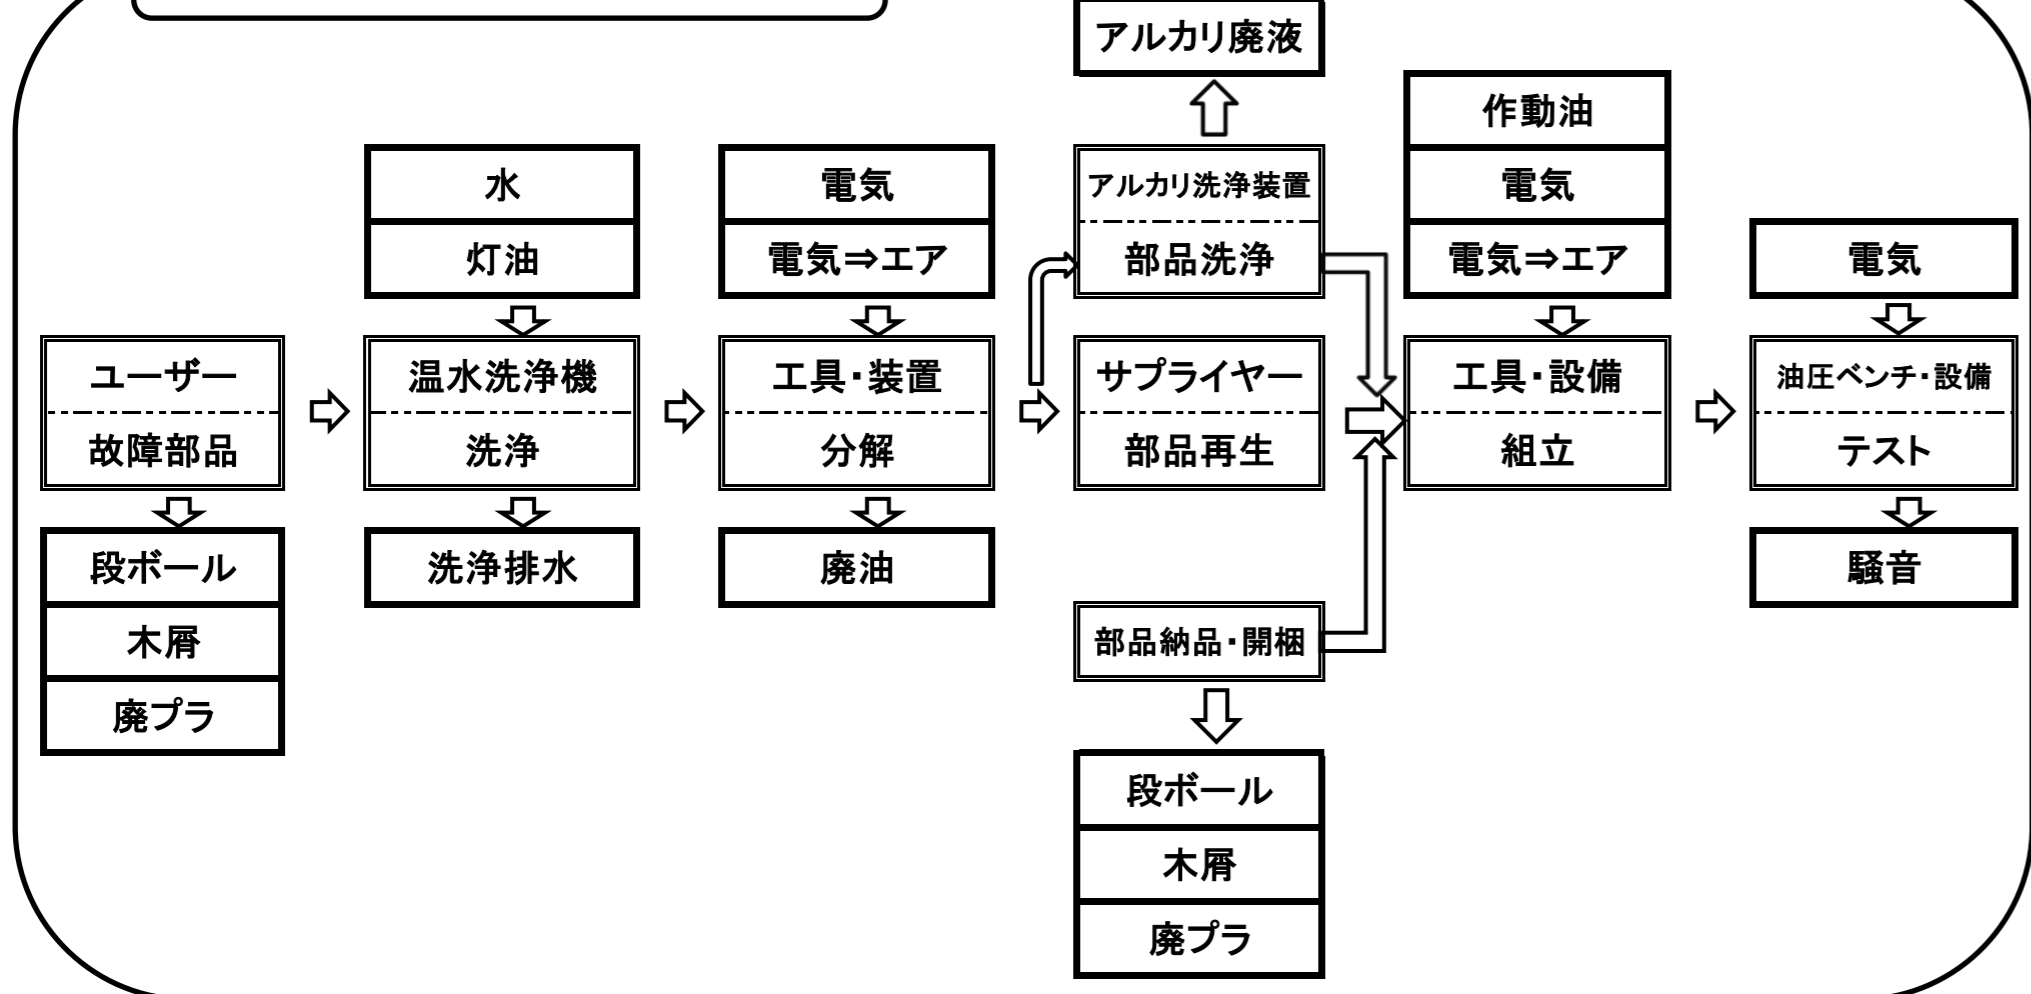 アルカリ廃液
作動油
水
電気
アルカリ洗浄装置
電気
灯油
電気⇒エア
部品洗浄
電気⇒エア
電気
ユーザー
温水洗浄機
工具・装置
サプライヤー
工具・設備
油圧ベンチ・設備
故障部品
洗浄
分解
部品再生
組立
テスト
段ボール
洗浄排水
廃油
騒音
木屑
部品納品・開梱
廃プラ
段ボール
木屑
廃プラ